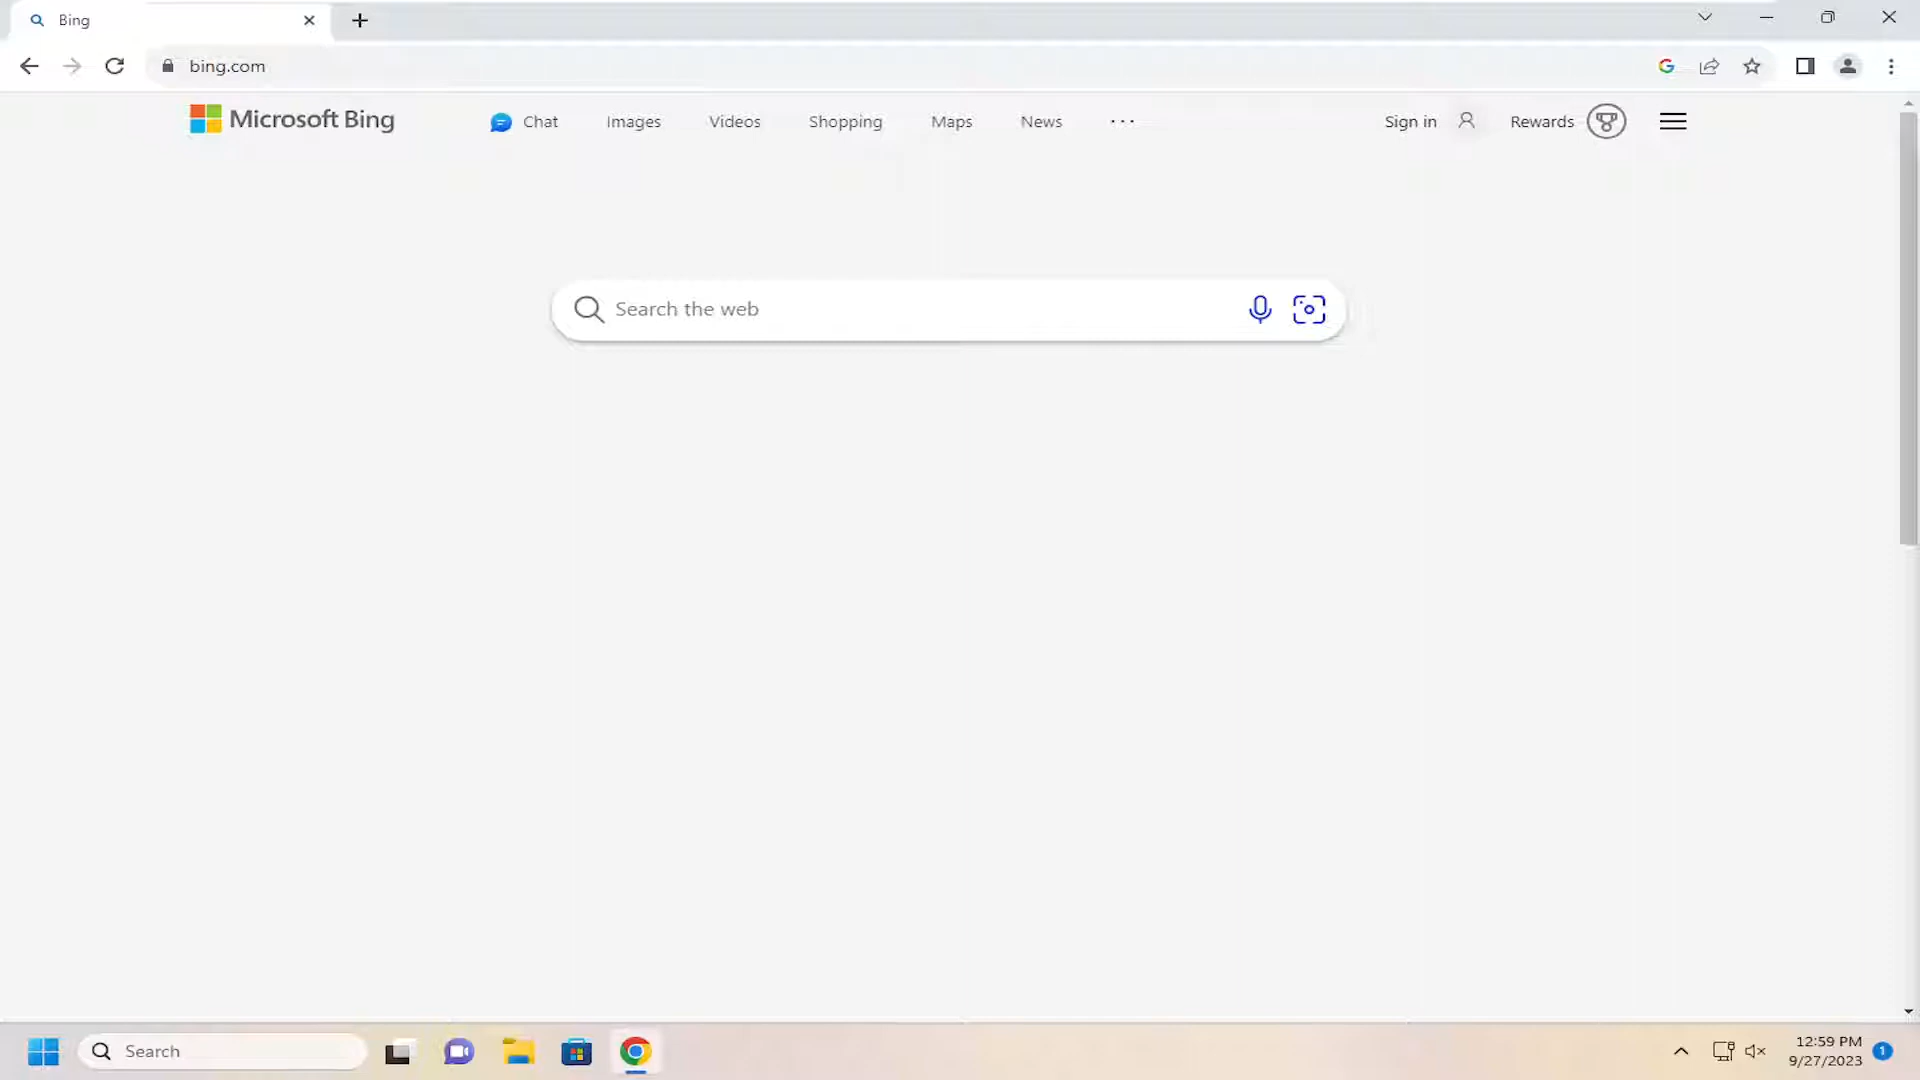 Bing
bing.com
Microsoft Bing
Chat
Images
Videos
Shopping
Maps
News
Sign in
Rewards
Search the web
Search
12:59 PM
9/27/2023
1